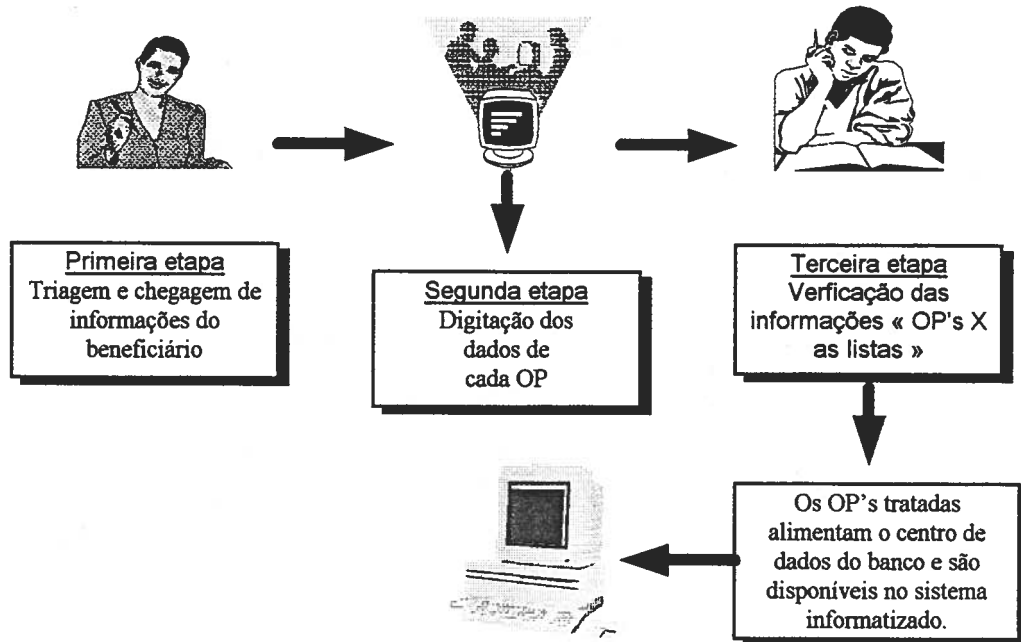 Primeira etapa
Triagem e chegagem de
informações do
beneficiário
Segunda etapa
Digitação dos
dados de
cada OP
Terceira etapa
Verficação das
informações « OP's X
as listas »
Os OP's tratadas
alimentam o centro de
dados do banco e são
disponíveis no sistema
informatizado.